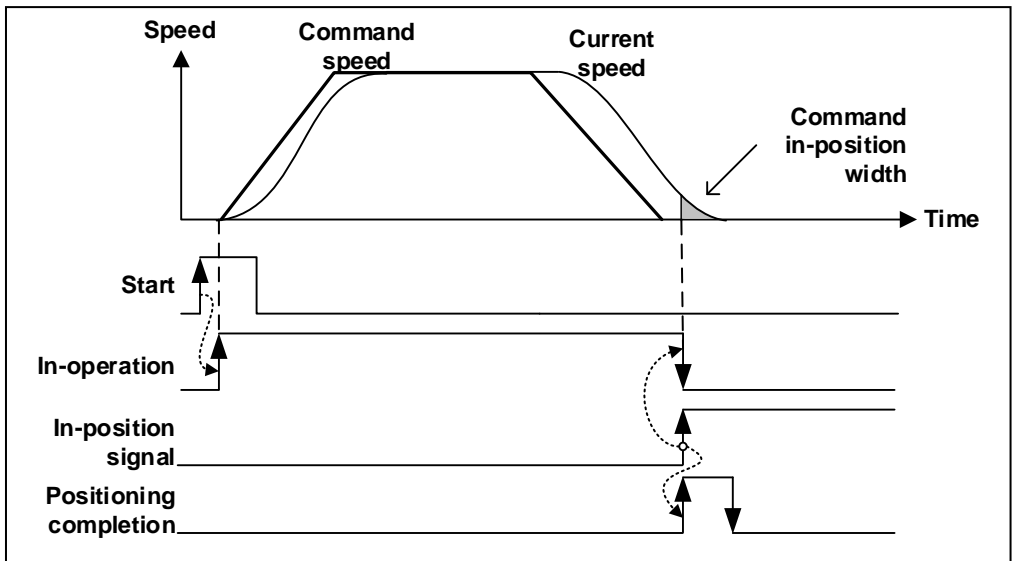 Speed
Command
speed
Current
speed
Command
in-position
width
Time
Start
In-operation
In-position
signal
Positioning
completion